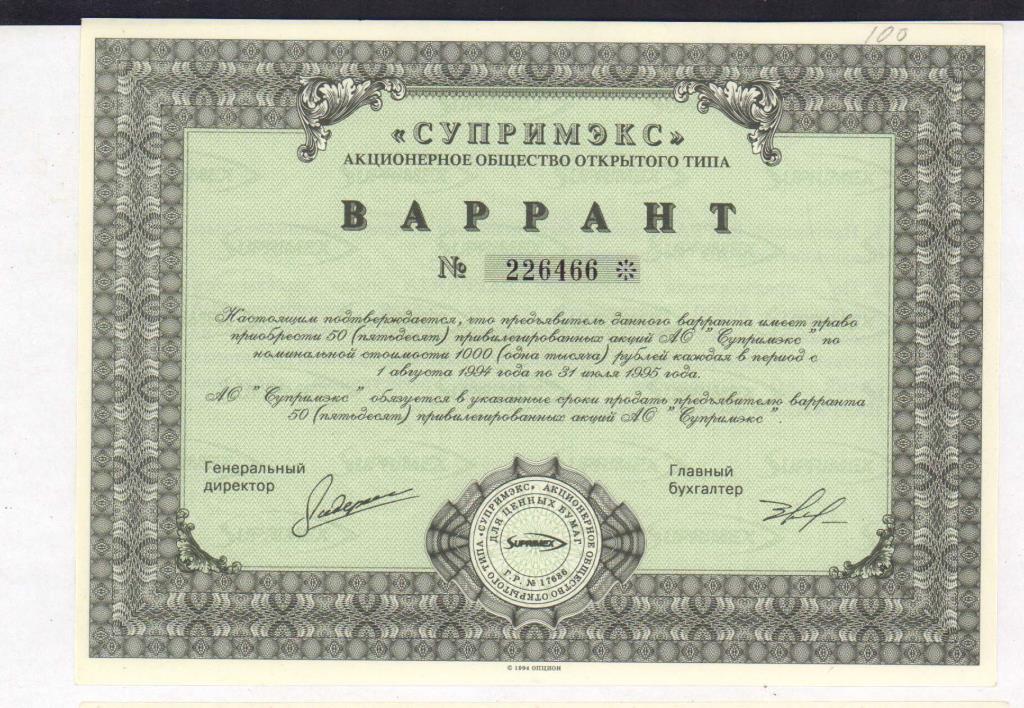 100
«СУПРИМЭКС»
АКЦИОНЕРНОЕ ОБЩЕСТВО ОТКРЫТОГО ТИПА
ВАРРАНТ
№ 226466 ❊
Настоящим подтверждается, что предъявитель данного варранта имеет право
приобрести 50 (пятьдесят) привилегированных акций АО "Супримэкс" по
номинальной стоимости 1000 (одна тысяча) рублей каждая в период с
1 августа 1994 года по 31 июля 1995 года.
АО "Супримэкс" обязуется в указанные сроки продать предъявителю варранта
50 (пятьдесят) привилегированных акций АО "Супримэкс".
Генеральный
директор
Главный
бухгалтер
«СУПРИМЭКС» АКЦИОНЕРНОЕ ОБЩЕСТВО ОТКРЫТОГО ТИПА
ДЛЯ ЦЕННЫХ БУМАГ
SUPRIMEX
Г.Р. № 17686
© 1994 ОПЦИОН